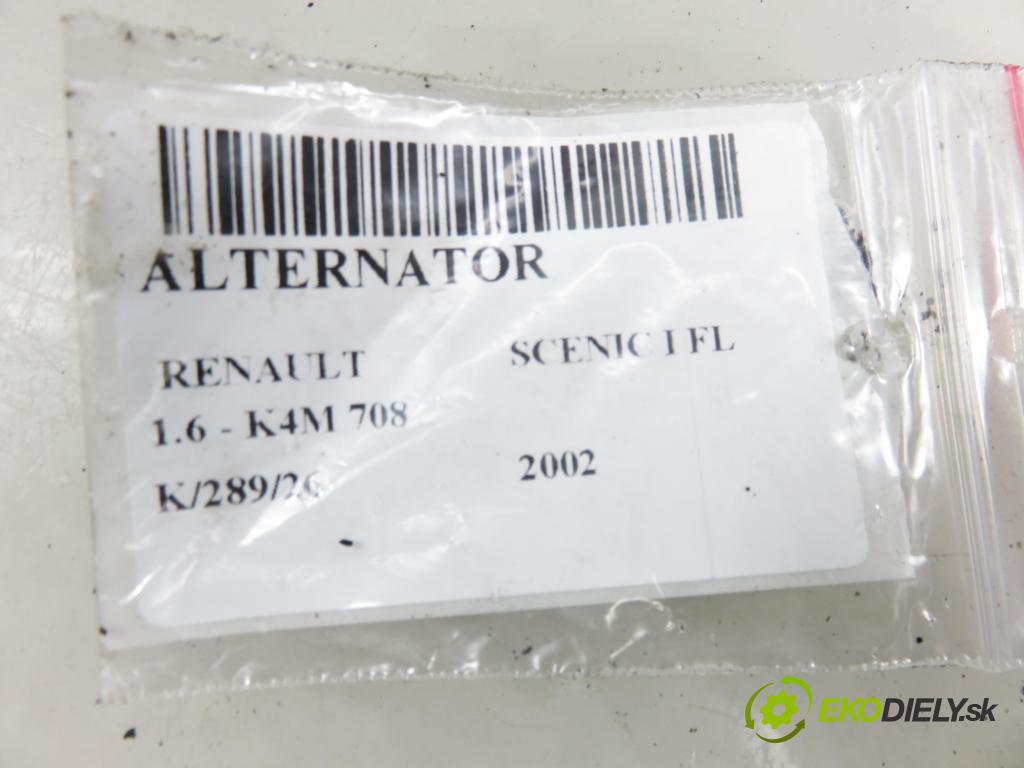 ALTERNATOR
RENAULT SCENIC I FL
1.6 - K4M 708
2002
EKODIELY.sk